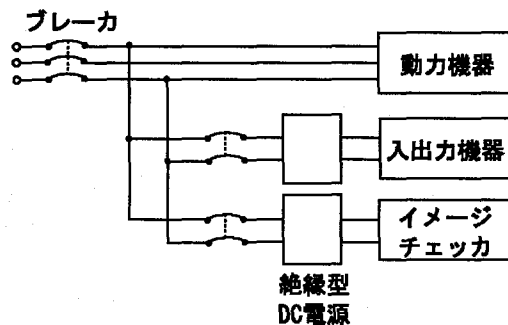 ブレーカ
動力機器
入出力機器
イメージ
チェッカ
絶縁型
DC電源